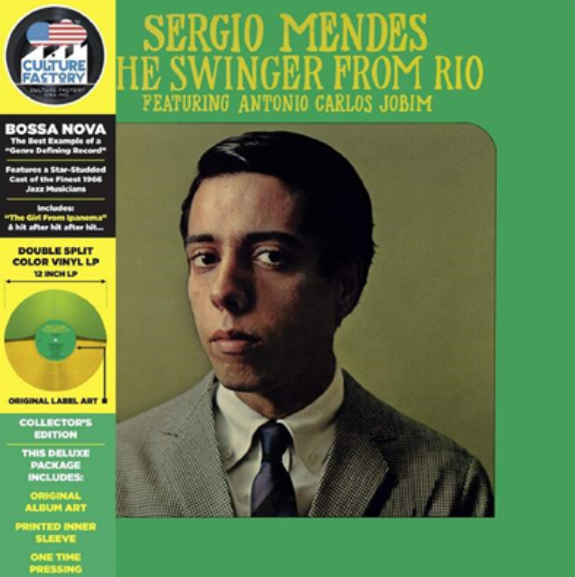 SERGIO MENDES
HE SWINGER FROM RIO
FEATURING ANTONIO CARLOS JOBIM
CULTURE
FACTORY
BOSSA NOVA
The Best Example of a
"Genre Defining Record"
Features a Star-Studded
Cast of the Finest 1966
Jazz Musicians
Includes:
"The Girl From Ipanema"
& hit after hit after hit...
DOUBLE SPLIT
COLOR VINYL LP
12 INCH LP
ORIGINAL LABEL ART
COLLECTOR'S
EDITION
THIS DELUXE
PACKAGE
INCLUDES:
ORIGINAL
ALBUM ART
PRINTED INNER
SLEEVE
ONE TIME
PRESSING